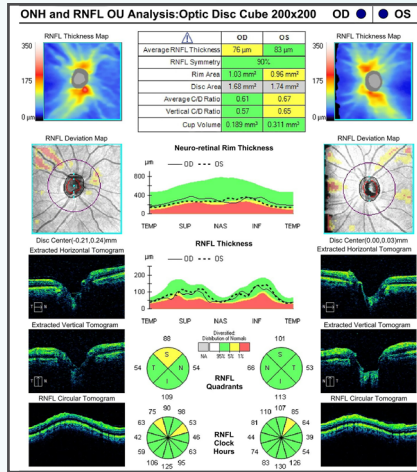 ONH and RNFL OU Analysis:Optic Disc Cube 200x200 OD OS
RNFL Thickness Map
350
175
0 µm
OD OS
Average RNFL Thickness 76 µm 83 µm
RNFL Symmetry 90%
Rim Area 1.03 mm² 0.96 mm²
Disc Area 1.68 mm² 1.74 mm²
Average C/D Ratio 0.61 0.67
Vertical C/D Ratio 0.57 0.65
Cup Volume 0.189 mm³ 0.311 mm³
RNFL Thickness Map
350
175
0 µm
RNFL Deviation Map
Disc Center(-0.21,0.24)mm
Neuro-retinal Rim Thickness
µm
OD OS
800
400
0
TEMP SUP NAS INF TEMP
RNFL Deviation Map
Disc Center(0.00,0.03)mm
Extracted Horizontal Tomogram
RNFL Thickness
µm
OD OS
200
100
0
TEMP SUP NAS INF TEMP
Extracted Horizontal Tomogram
Extracted Vertical Tomogram
Diversified:
Distribution of Normals
NA 95% 5% 1%
Extracted Vertical Tomogram
88
54 S 54
T N
I
109
RNFL
Quadrants
101
66 S 53
N T
I
113
RNFL Circular Tomogram
90
75 98
63 63
42 46
59 53
106 95
125
RNFL
Clock
Hours
107
110 85
81 64
44 39
74 54
83 126
130
RNFL Circular Tomogram